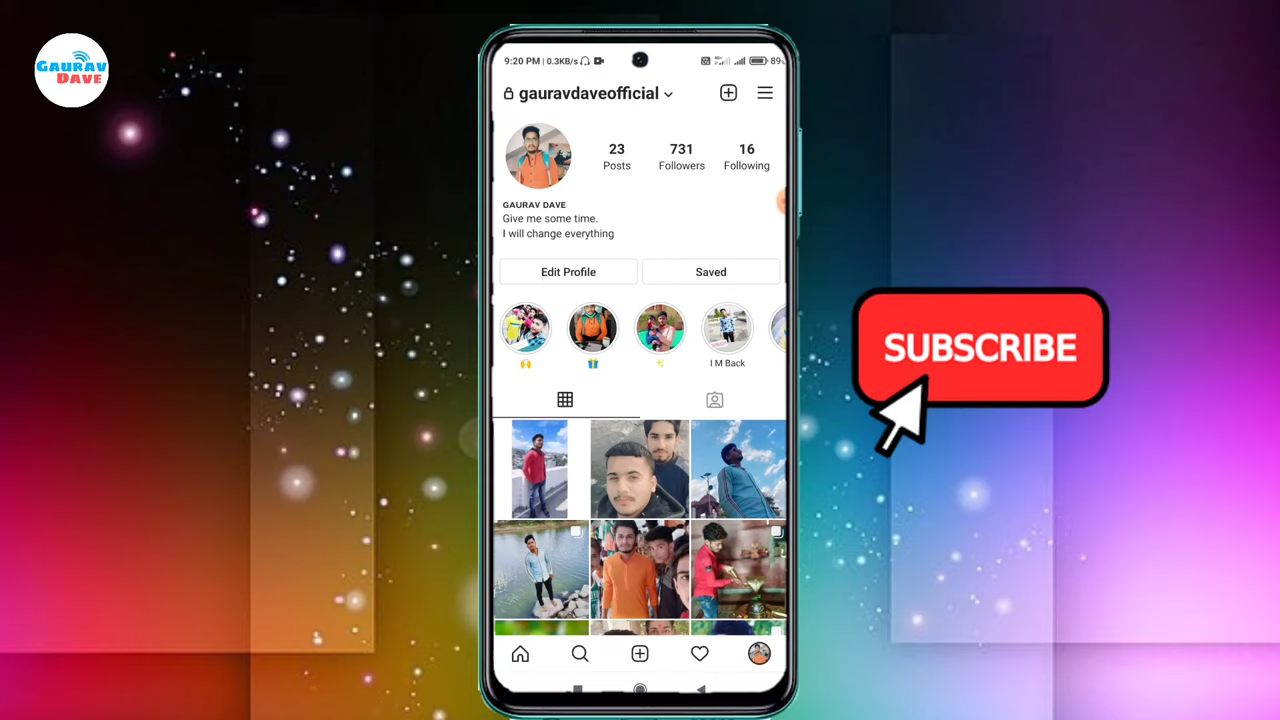 GAURAV
DAVE
9:20 PM | 0.3KB/s
89%
gauravdaveofficial
23
Posts
731
Followers
16
Following
GAURAV DAVE
Give me some time.
I will change everything
Edit Profile
Saved
I M Back
SUBSCRIBE